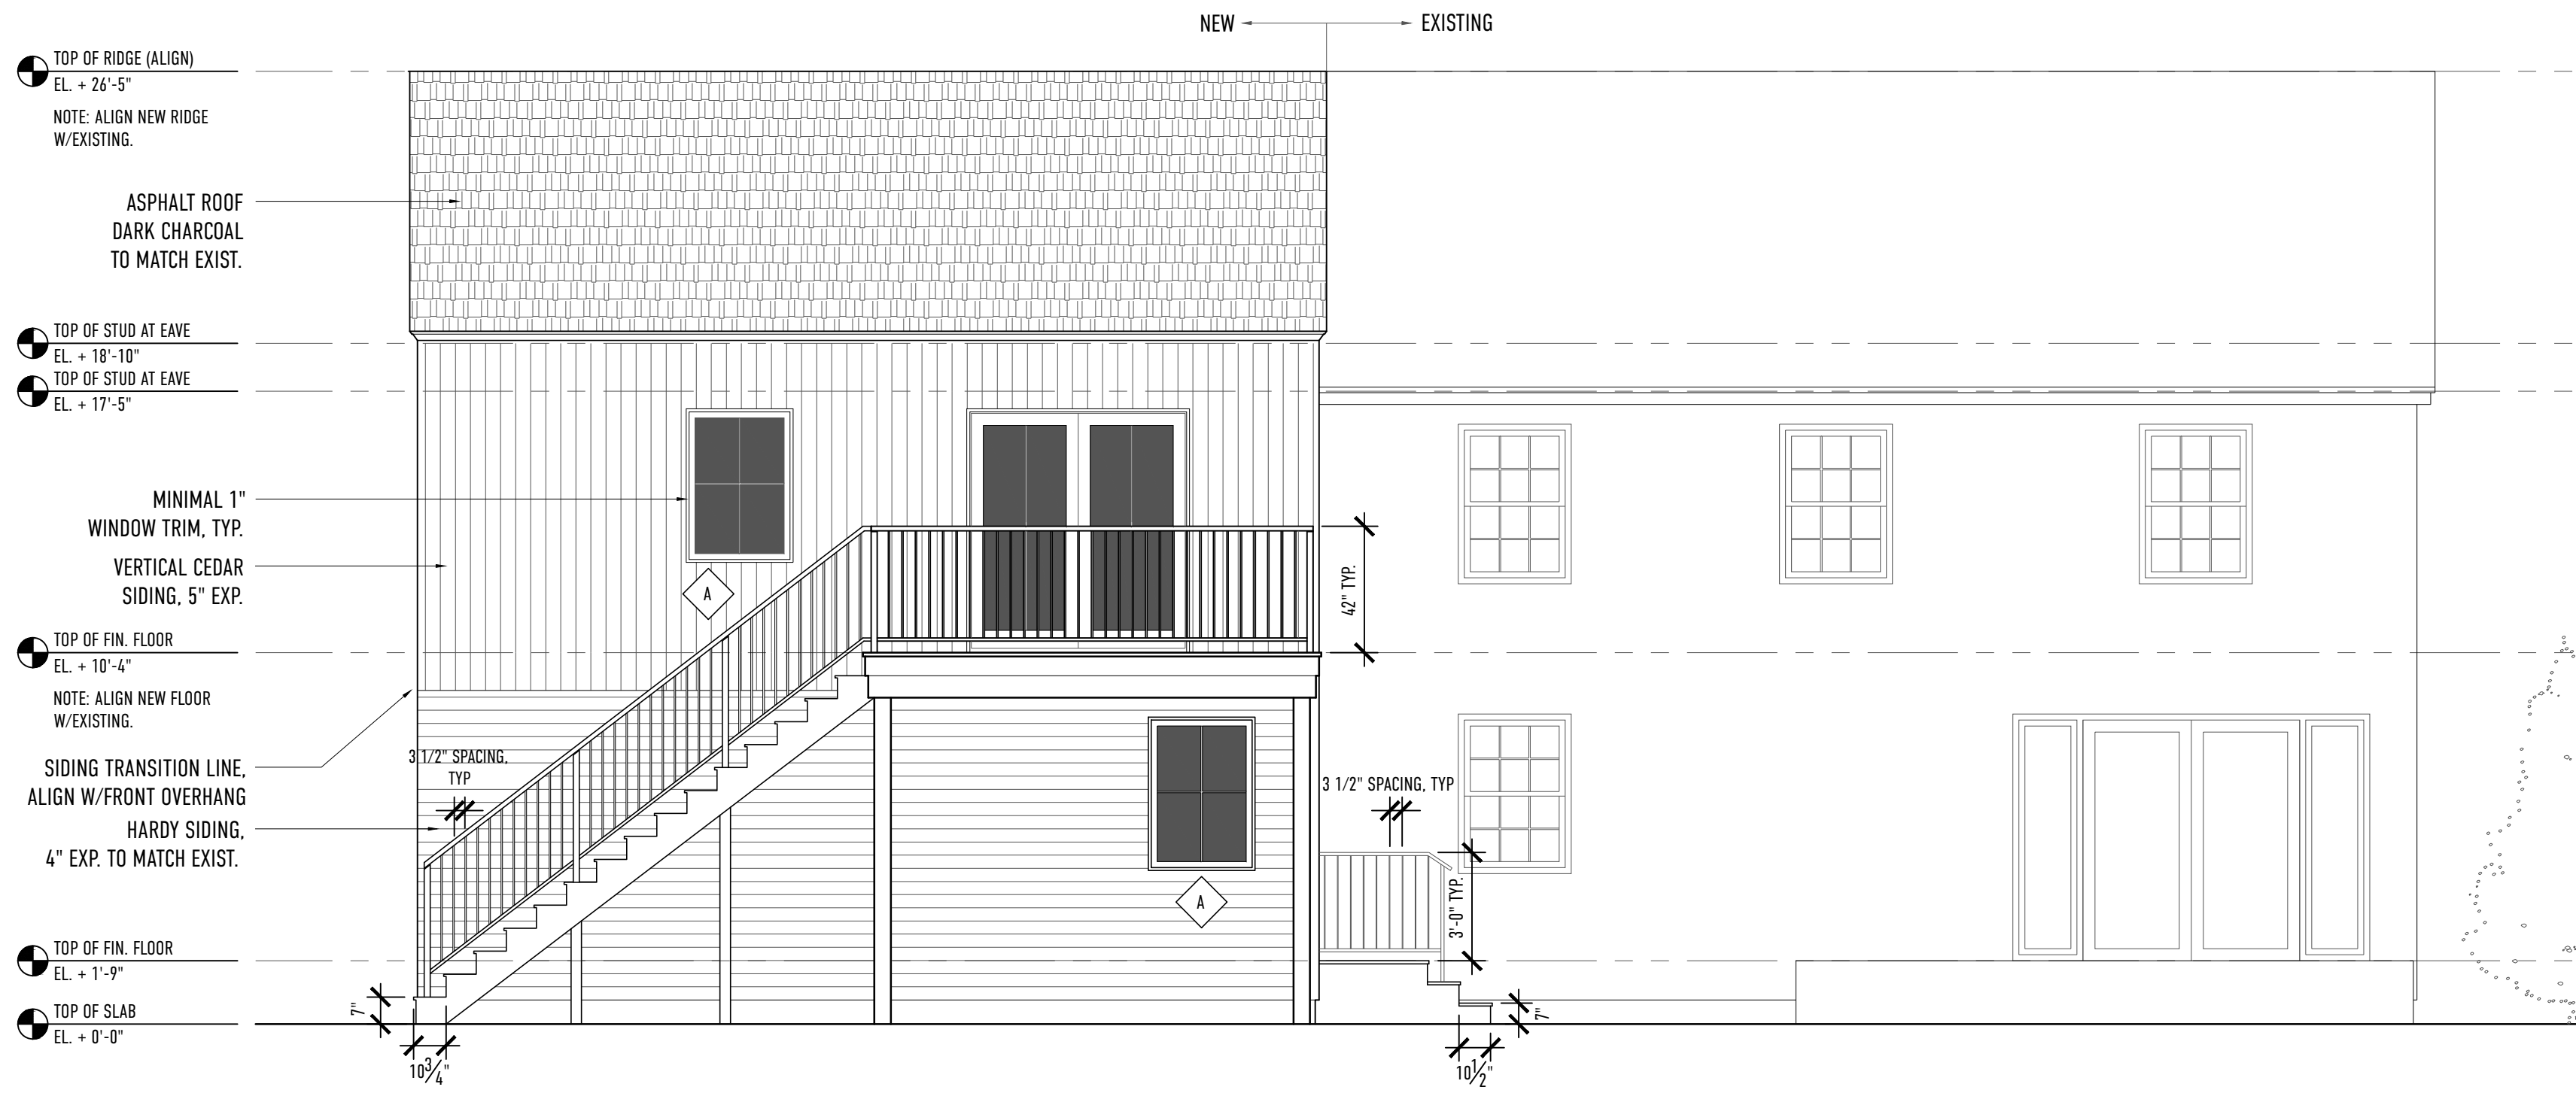 NEW EXISTING
TOP OF RIDGE (ALIGN)
EL. + 26'-5"
NOTE: ALIGN NEW RIDGE
W/EXISTING.
ASPHALT ROOF
DARK CHARCOAL
TO MATCH EXIST.
TOP OF STUD AT EAVE
EL. + 18'-10"
TOP OF STUD AT EAVE
EL. + 17'-5"
MINIMAL 1"
WINDOW TRIM, TYP.
VERTICAL CEDAR
SIDING, 5" EXP.
A
42" TYP.
TOP OF FIN. FLOOR
EL. + 10'-4"
NOTE: ALIGN NEW FLOOR
W/EXISTING.
SIDING TRANSITION LINE,
ALIGN W/FRONT OVERHANG
3 1/2" SPACING,
TYP
3 1/2" SPACING, TYP
HARDY SIDING,
4" EXP. TO MATCH EXIST.
A
3'-0" TYP.
TOP OF FIN. FLOOR
EL. + 1'-9"
TOP OF SLAB
EL. + 0'-0"
7"
7"
10 3/4"
10 1/2"